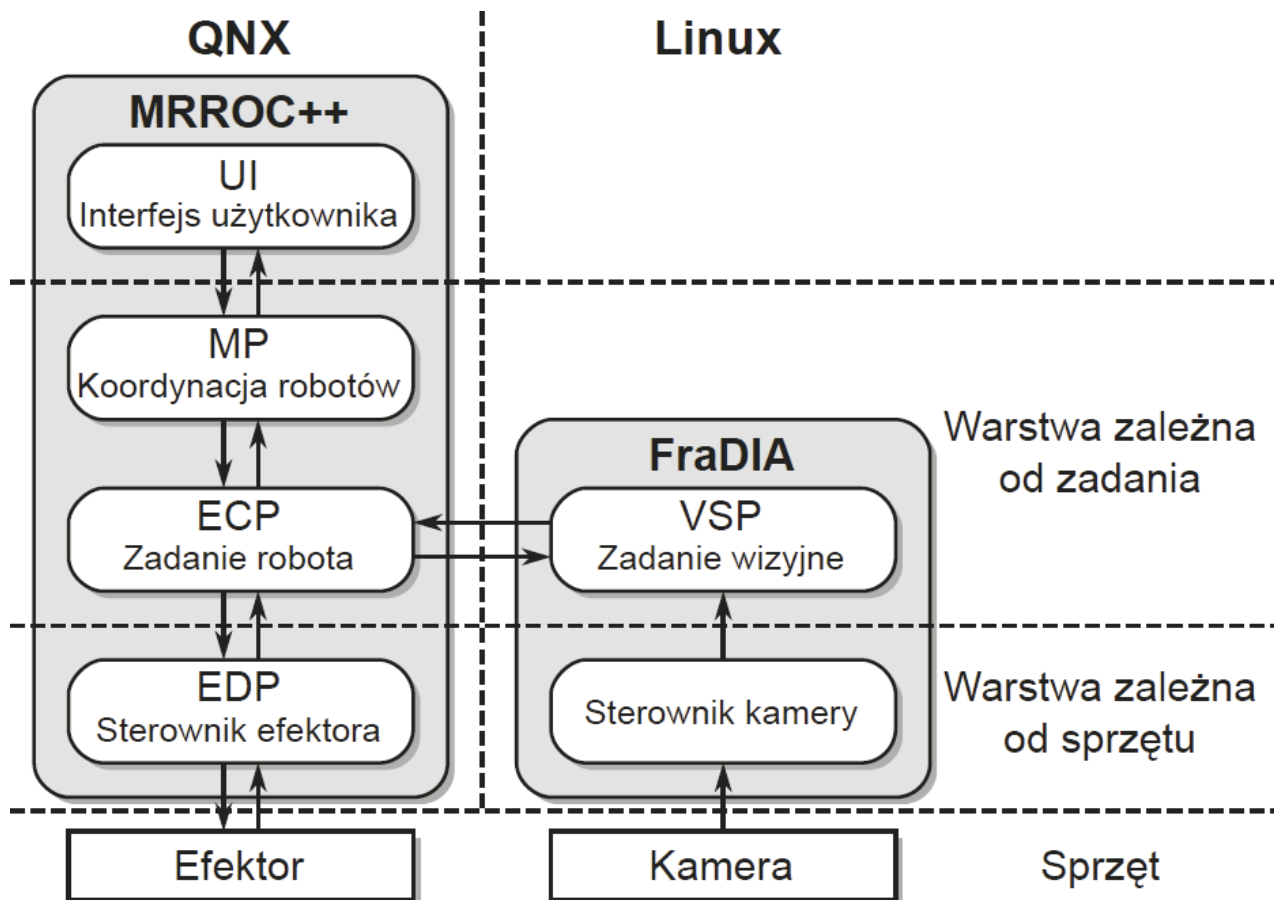 QNX
Linux
MRROC++
UI
Interfejs użytkownika
MP
Koordynacja robotów
ECP
Zadanie robota
EDP
Sterownik efektora
Efektor
FraDIA
VSP
Zadanie wizyjne
Sterownik kamery
Kamera
Warstwa zależna
od zadania
Warstwa zależna
od sprzętu
Sprzęt